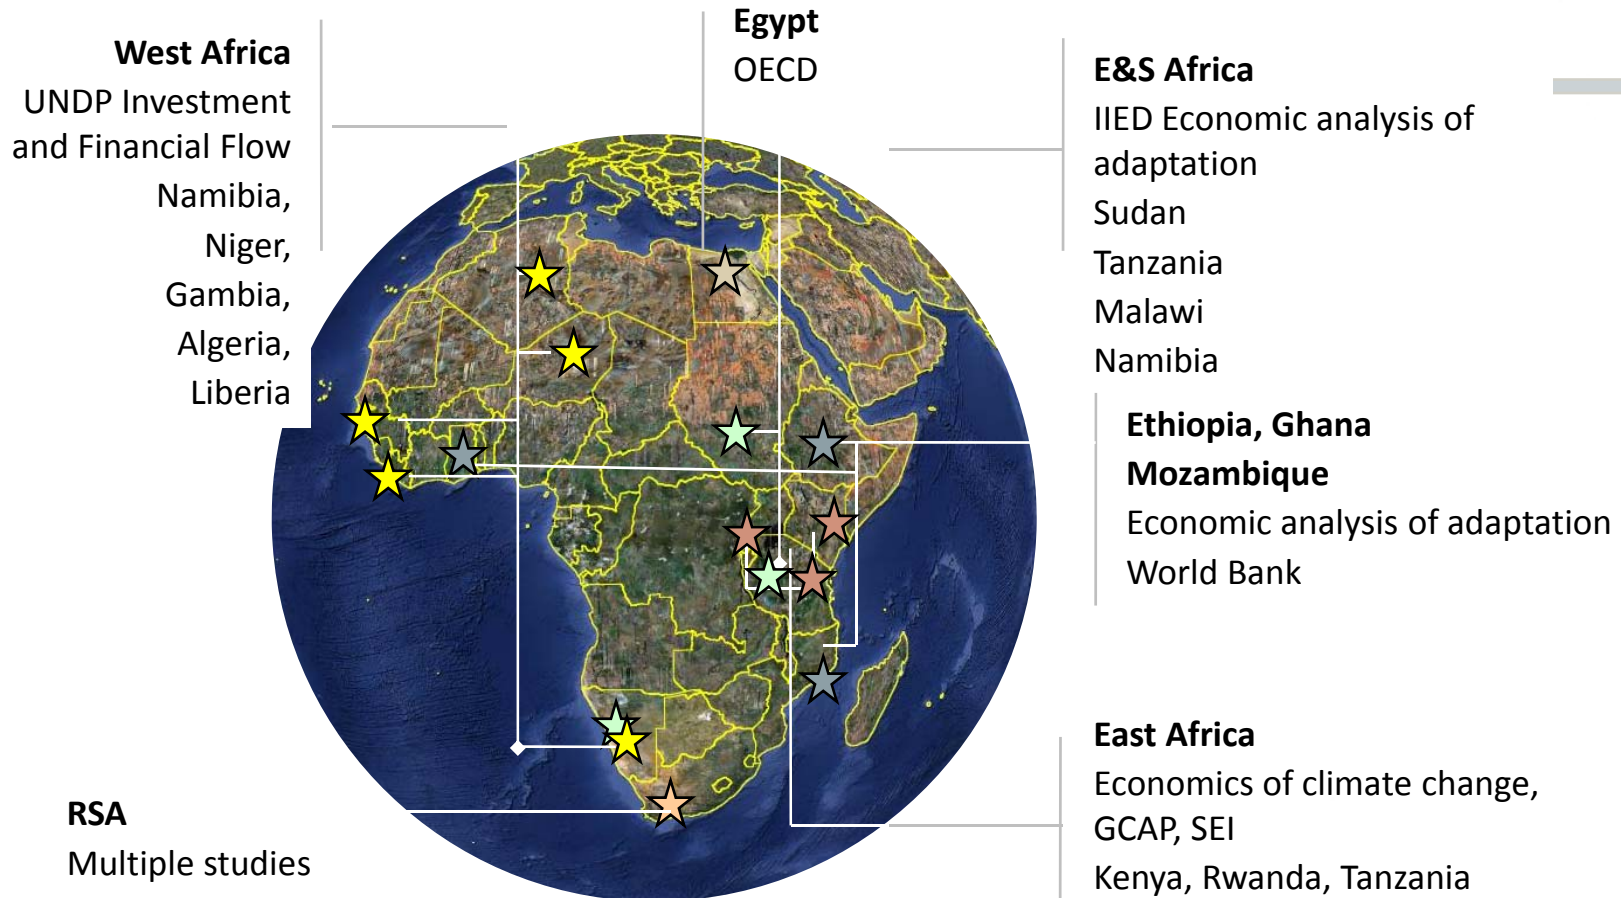 West Africa
UNDP Investment
and Financial Flow
Namibia,
Niger,
Gambia,
Algeria,
Liberia
Egypt
OECD
E&S Africa
IIED Economic analysis of
adaptation
Sudan
Tanzania
Malawi
Namibia
Ethiopia, Ghana
Mozambique
Economic analysis of adaptation
World Bank
East Africa
Economics of climate change,
GCAP, SEI
Kenya, Rwanda, Tanzania
RSA
Multiple studies